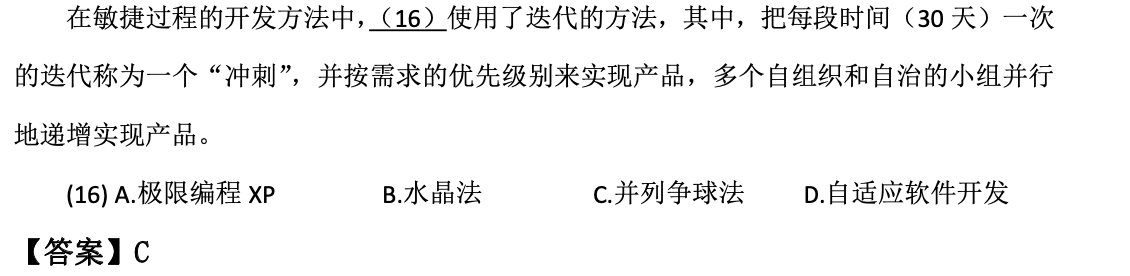 在敏捷过程的开发方法中，（16）使用了迭代的方法，其中，把每段时间（30 天）一次
的迭代称为一个“冲刺”，并按需求的优先级别来实现产品，多个自组织和自治的小组并行
地递增实现产品。
(16) A.极限编程 XP B.水晶法 C.并列争球法 D.自适应软件开发
【答案】C